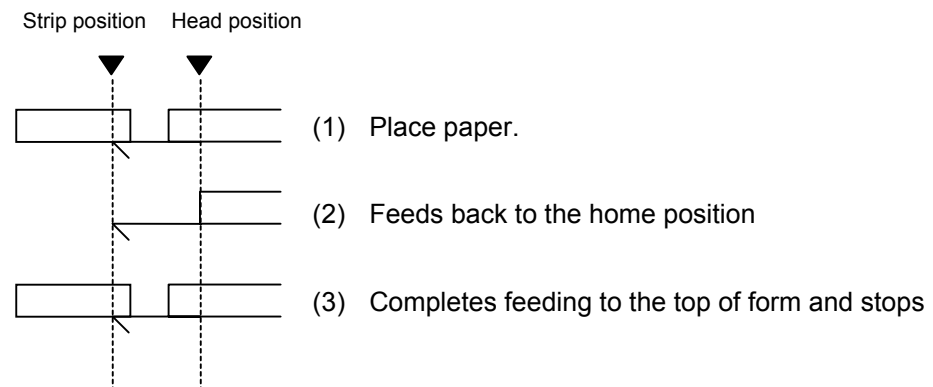 Strip position Head position
(1) Place paper.
(2) Feeds back to the home position
(3) Completes feeding to the top of form and stops